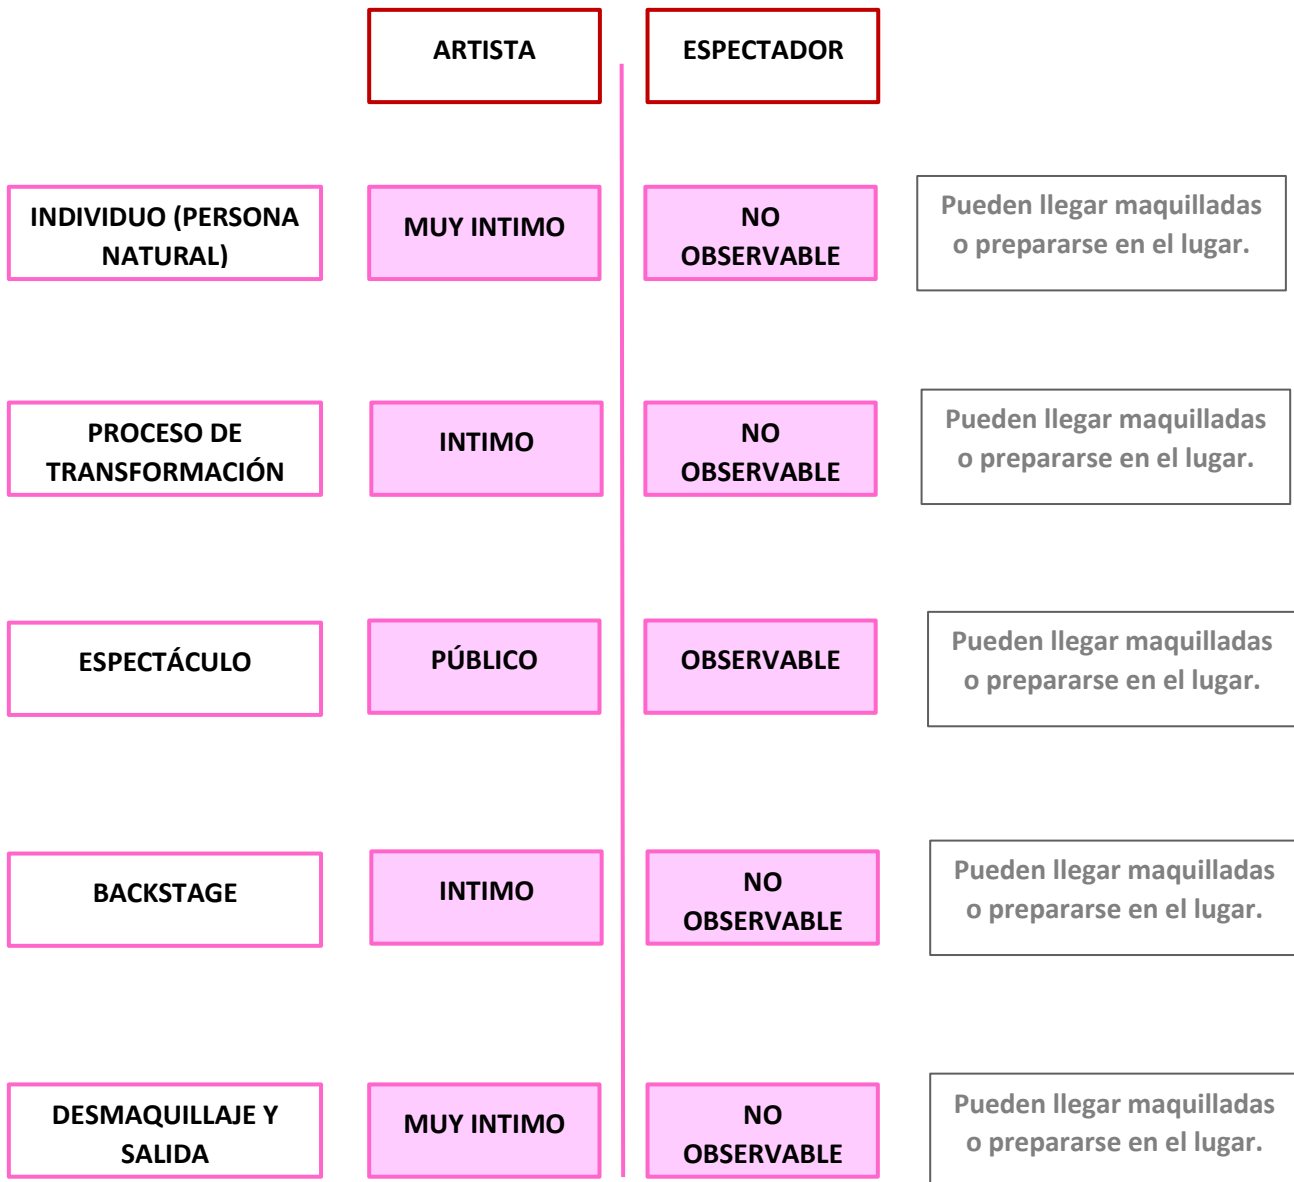 ARTISTA
ESPECTADOR
INDIVIDUO (PERSONA
NATURAL)
MUY INTIMO
NO
OBSERVABLE
Pueden llegar maquilladas
o prepararse en el lugar.
PROCESO DE
TRANSFORMACIÓN
INTIMO
NO
OBSERVABLE
Pueden llegar maquilladas
o prepararse en el lugar.
ESPECTÁCULO
PÚBLICO
OBSERVABLE
Pueden llegar maquilladas
o prepararse en el lugar.
BACKSTAGE
INTIMO
NO
OBSERVABLE
Pueden llegar maquilladas
o prepararse en el lugar.
DESMAQUILLAJE Y
SALIDA
MUY INTIMO
NO
OBSERVABLE
Pueden llegar maquilladas
o prepararse en el lugar.